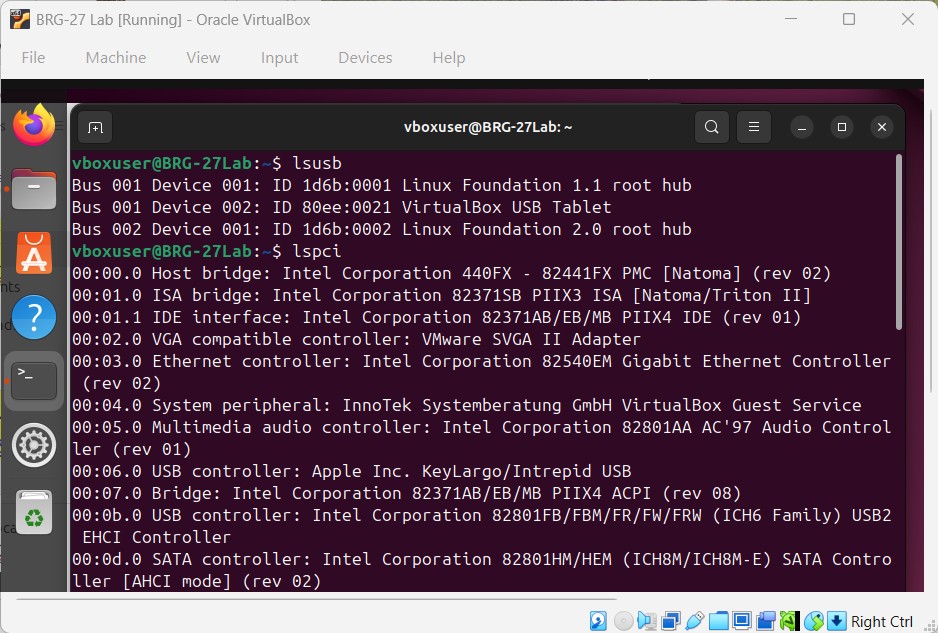 BRG-27 Lab [Running] - Oracle VirtualBox
File Machine View Input Devices Help
vboxuser@BRG-27Lab: ~
vboxuser@BRG-27Lab:~$ lsusb
Bus 001 Device 001: ID 1d6b:0001 Linux Foundation 1.1 root hub
Bus 001 Device 002: ID 80ee:0021 VirtualBox USB Tablet
Bus 002 Device 001: ID 1d6b:0002 Linux Foundation 2.0 root hub
vboxuser@BRG-27Lab:~$ lspci
00:00.0 Host bridge: Intel Corporation 440FX - 82441FX PMC [Natoma] (rev 02)
00:01.0 ISA bridge: Intel Corporation 82371SB PIIX3 ISA [Natoma/Triton II]
00:01.1 IDE interface: Intel Corporation 82371AB/EB/MB PIIX4 IDE (rev 01)
00:02.0 VGA compatible controller: VMware SVGA II Adapter
00:03.0 Ethernet controller: Intel Corporation 82540EM Gigabit Ethernet Controller
(rev 02)
00:04.0 System peripheral: InnoTek Systemberatung GmbH VirtualBox Guest Service
00:05.0 Multimedia audio controller: Intel Corporation 82801AA AC'97 Audio Control
ler (rev 01)
00:06.0 USB controller: Apple Inc. KeyLargo/Intrepid USB
00:07.0 Bridge: Intel Corporation 82371AB/EB/MB PIIX4 ACPI (rev 08)
00:0b.0 USB controller: Intel Corporation 82801FB/FBM/FR/FW/FRW (ICH6 Family) USB2
EHCI Controller
00:0d.0 SATA controller: Intel Corporation 82801HM/HEM (ICH8M/ICH8M-E) SATA Contro
ller [AHCI mode] (rev 02)
Right Ctrl